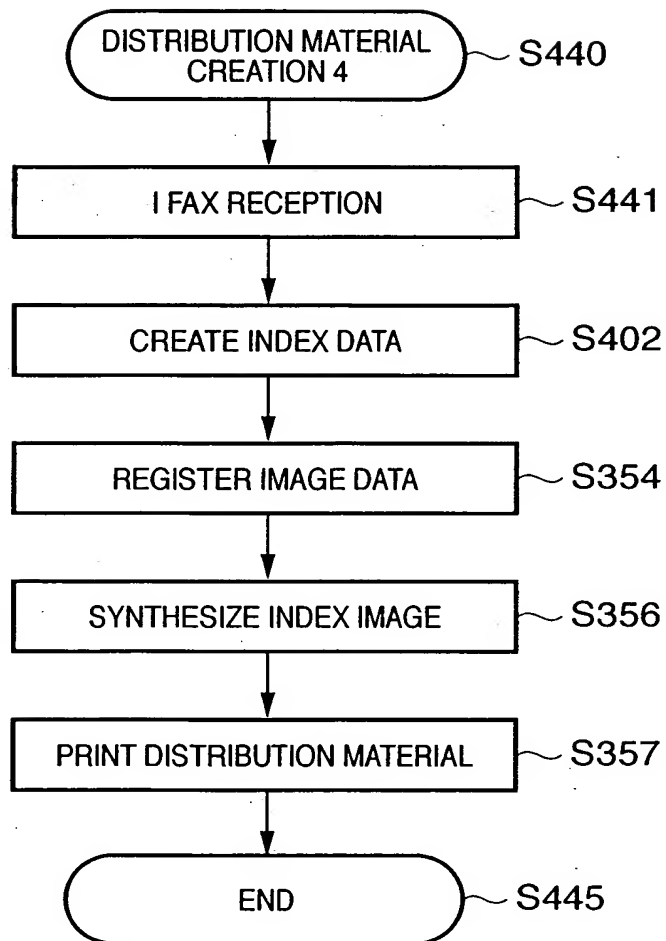 DISTRIBUTION MATERIAL
CREATION 4
S440
I FAX RECEPTION
S441
CREATE INDEX DATA
S402
REGISTER IMAGE DATA
S354
SYNTHESIZE INDEX IMAGE
S356
PRINT DISTRIBUTION MATERIAL
S357
END
S445